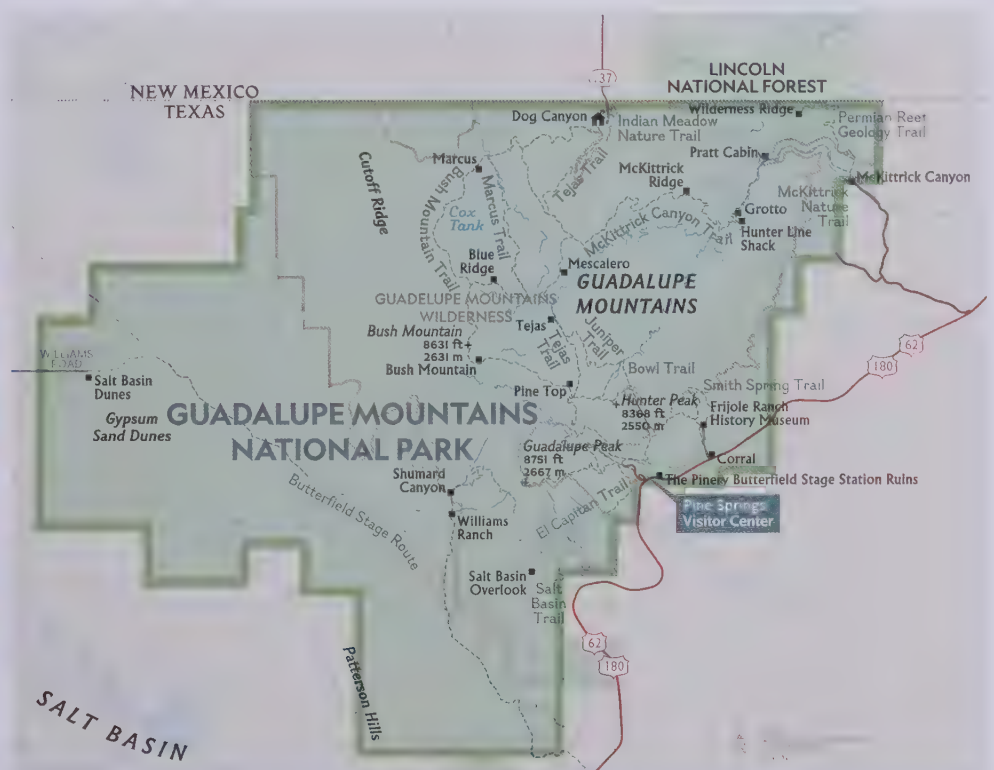 LINCOLN
NATIONAL FOREST
NEW MEXICO
TEXAS
137
Dog Canyon
Indian Meadow
Nature Trail
Wilderness Ridge
Permian Reef
Geology Trail
Cutoff Ridge
Marcus
Bush Mountain Trail
Marcus Trail
Tejas Trail
Pratt Cabin
McKittrick
Ridge
McKittrick Canyon
McKittrick
Nature
Trail
Cox
Tank
McKittrick Canyon Trail
Grotto
Hunter Line
Shack
Blue
Ridge
Mescalero
GUADALUPE
MOUNTAINS
GUADELUPE MOUNTAINS
WILDERNESS
Bush Mountain
8631 ft
2631 m
Bush Mountain
Tejas
Tejas
Trail
Juniper
Trail
Bowl Trail
62
180
WILLIAMS
ROAD
Salt Basin
Dunes
Gypsum
Sand Dunes
Pine Top
Smith Spring Trail
Hunter Peak
8368 ft
2550 m
Frijole Ranch
History Museum
GUADALUPE MOUNTAINS
NATIONAL PARK
Guadalupe Peak
8751 ft
2667 m
Corral
Shumard
Canyon
The Pinery Butterfield Stage Station Ruins
Butterfield Stage Route
El Capitan Trail
Pine Springs
Visitor Center
Williams
Ranch
Salt Basin
Overlook
Salt
Basin
Trail
62
180
Patterson Hills
SALT BASIN